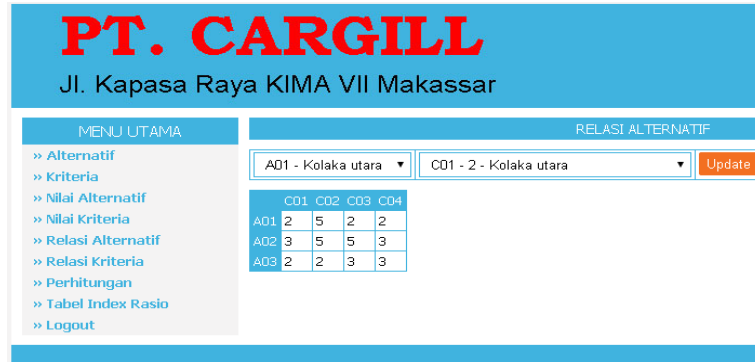 PT. CARGILL
Jl. Kapasa Raya KIMA VII Makassar
MENU UTAMA
» Alternatif
» Kriteria
» Nilai Alternatif
» Nilai Kriteria
» Relasi Alternatif
» Relasi Kriteria
» Perhitungan
» Tabel Index Rasio
» Logout
RELASI ALTERNATIF
A01 - Kolaka utara ▼ C01 - 2 - Kolaka utara ▼ Update
C01 C02 C03 C04
A01 2 5 2 2
A02 3 5 5 3
A03 2 2 3 3